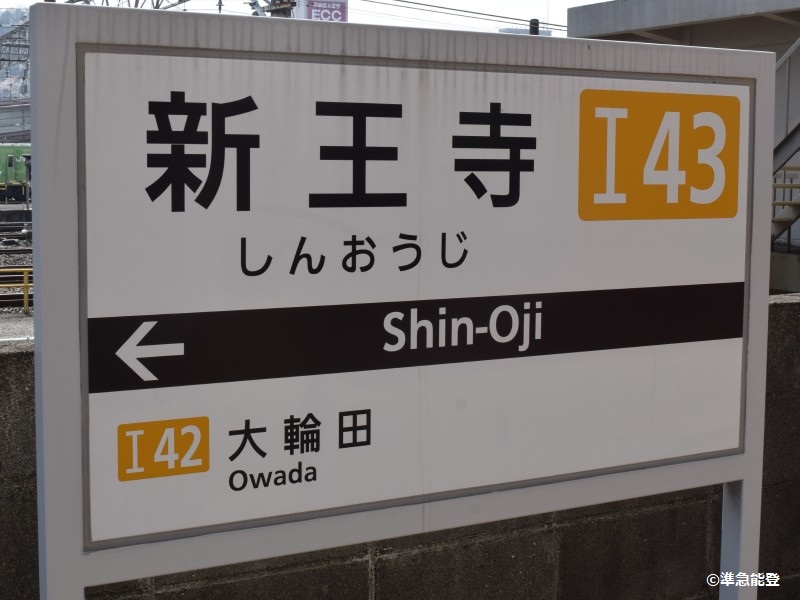 ECC
新王寺
I43
しんおうじ
Shin-Oji
I42
大輪田
Owada
©準急能登